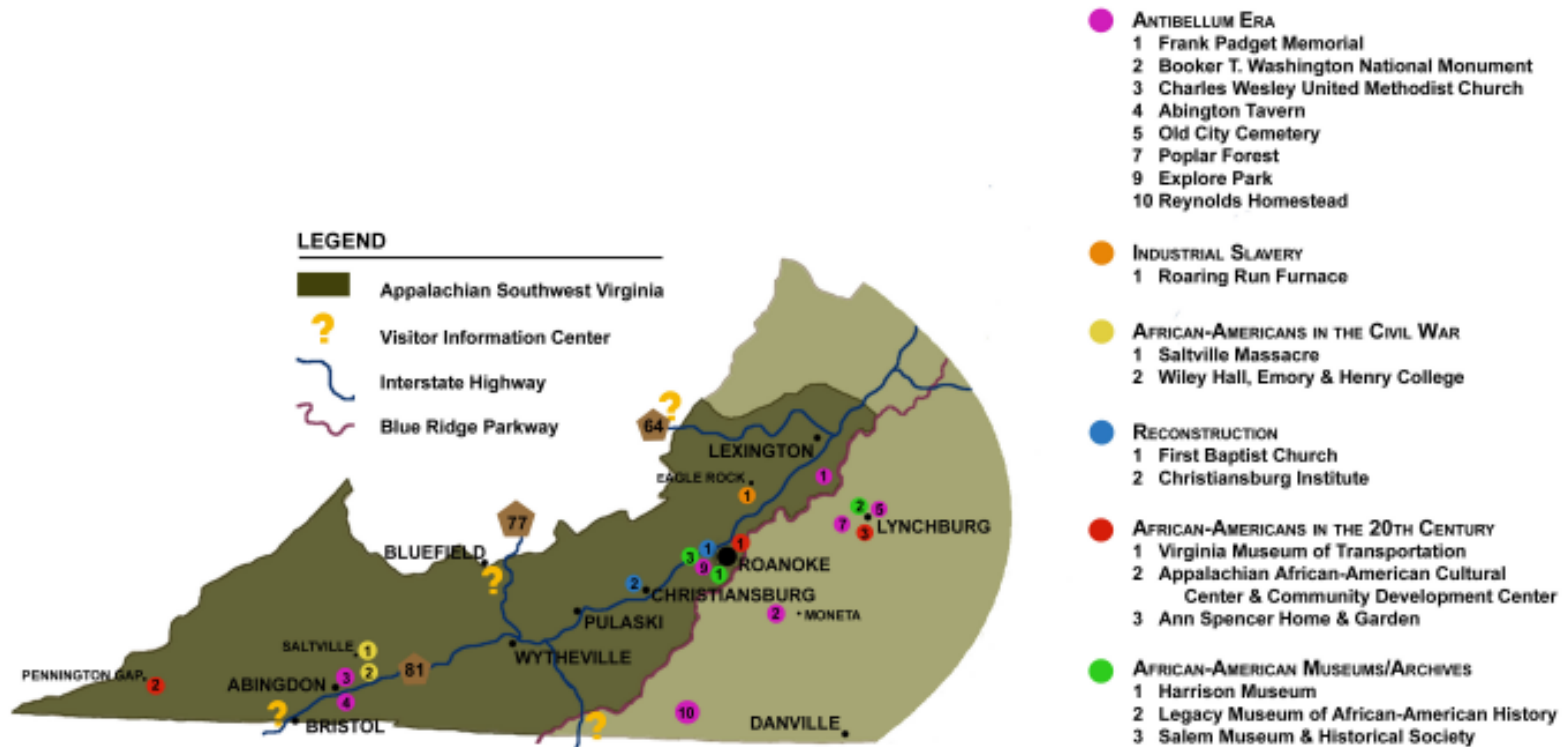 LEGEND
Appalachian Southwest Virginia
? Visitor Information Center
Interstate Highway
Blue Ridge Parkway
64
?
LEXINGTON
EAGLE ROCK
1
1
77
BLUEFIELD
?
2
5
7
LYNCHBURG
3
3
1
1
9
1
ROANOKE
2
CHRISTIANSBURG
2
MONETA
PULASKI
WYTHEVILLE
SALTVILLE
1
2
81
PENNINGTON GAP
2
ABINGDON
3
4
?
BRISTOL
10
?
DANVILLE
ANTIBELLUM ERA
1 Frank Padget Memorial
2 Booker T. Washington National Monument
3 Charles Wesley United Methodist Church
4 Abington Tavern
5 Old City Cemetery
7 Poplar Forest
9 Explore Park
10 Reynolds Homestead
INDUSTRIAL SLAVERY
1 Roaring Run Furnace
AFRICAN-AMERICANS IN THE CIVIL WAR
1 Saltville Massacre
2 Wiley Hall, Emory & Henry College
RECONSTRUCTION
1 First Baptist Church
2 Christiansburg Institute
AFRICAN-AMERICANS IN THE 20TH CENTURY
1 Virginia Museum of Transportation
2 Appalachian African-American Cultural
Center & Community Development Center
3 Ann Spencer Home & Garden
AFRICAN-AMERICAN MUSEUMS/ARCHIVES
1 Harrison Museum
2 Legacy Museum of African-American History
3 Salem Museum & Historical Society